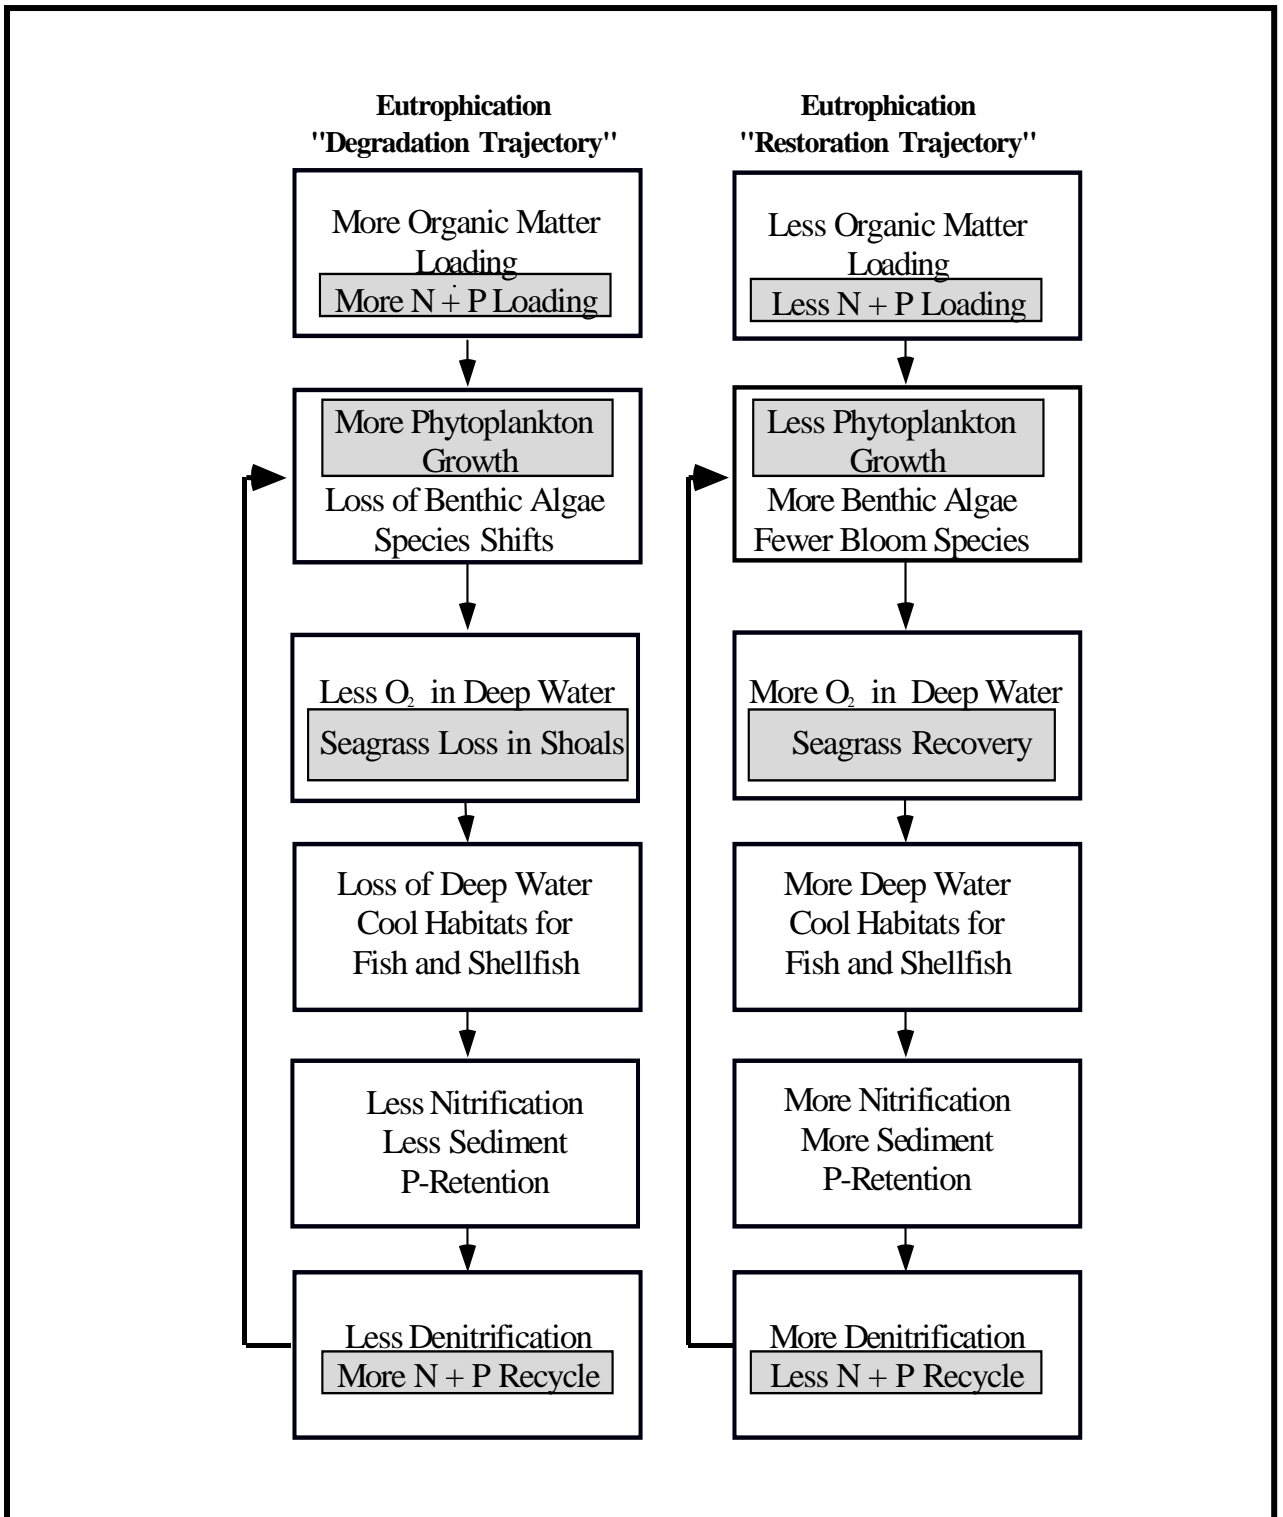 Eutrophication
"Degradation Trajectory"
More Organic Matter
Loading
More N + P Loading
More Phytoplankton
Growth
Loss of Benthic Algae
Species Shifts
Less O₂ in Deep Water
Seagrass Loss in Shoals
Loss of Deep Water
Cool Habitats for
Fish and Shellfish
Less Nitrification
Less Sediment
P-Retention
Less Denitrification
More N + P Recycle
Eutrophication
"Restoration Trajectory"
Less Organic Matter
Loading
Less N + P Loading
Less Phytoplankton
Growth
More Benthic Algae
Fewer Bloom Species
More O₂ in Deep Water
Seagrass Recovery
More Deep Water
Cool Habitats for
Fish and Shellfish
More Nitrification
More Sediment
P-Retention
More Denitrification
Less N + P Recycle